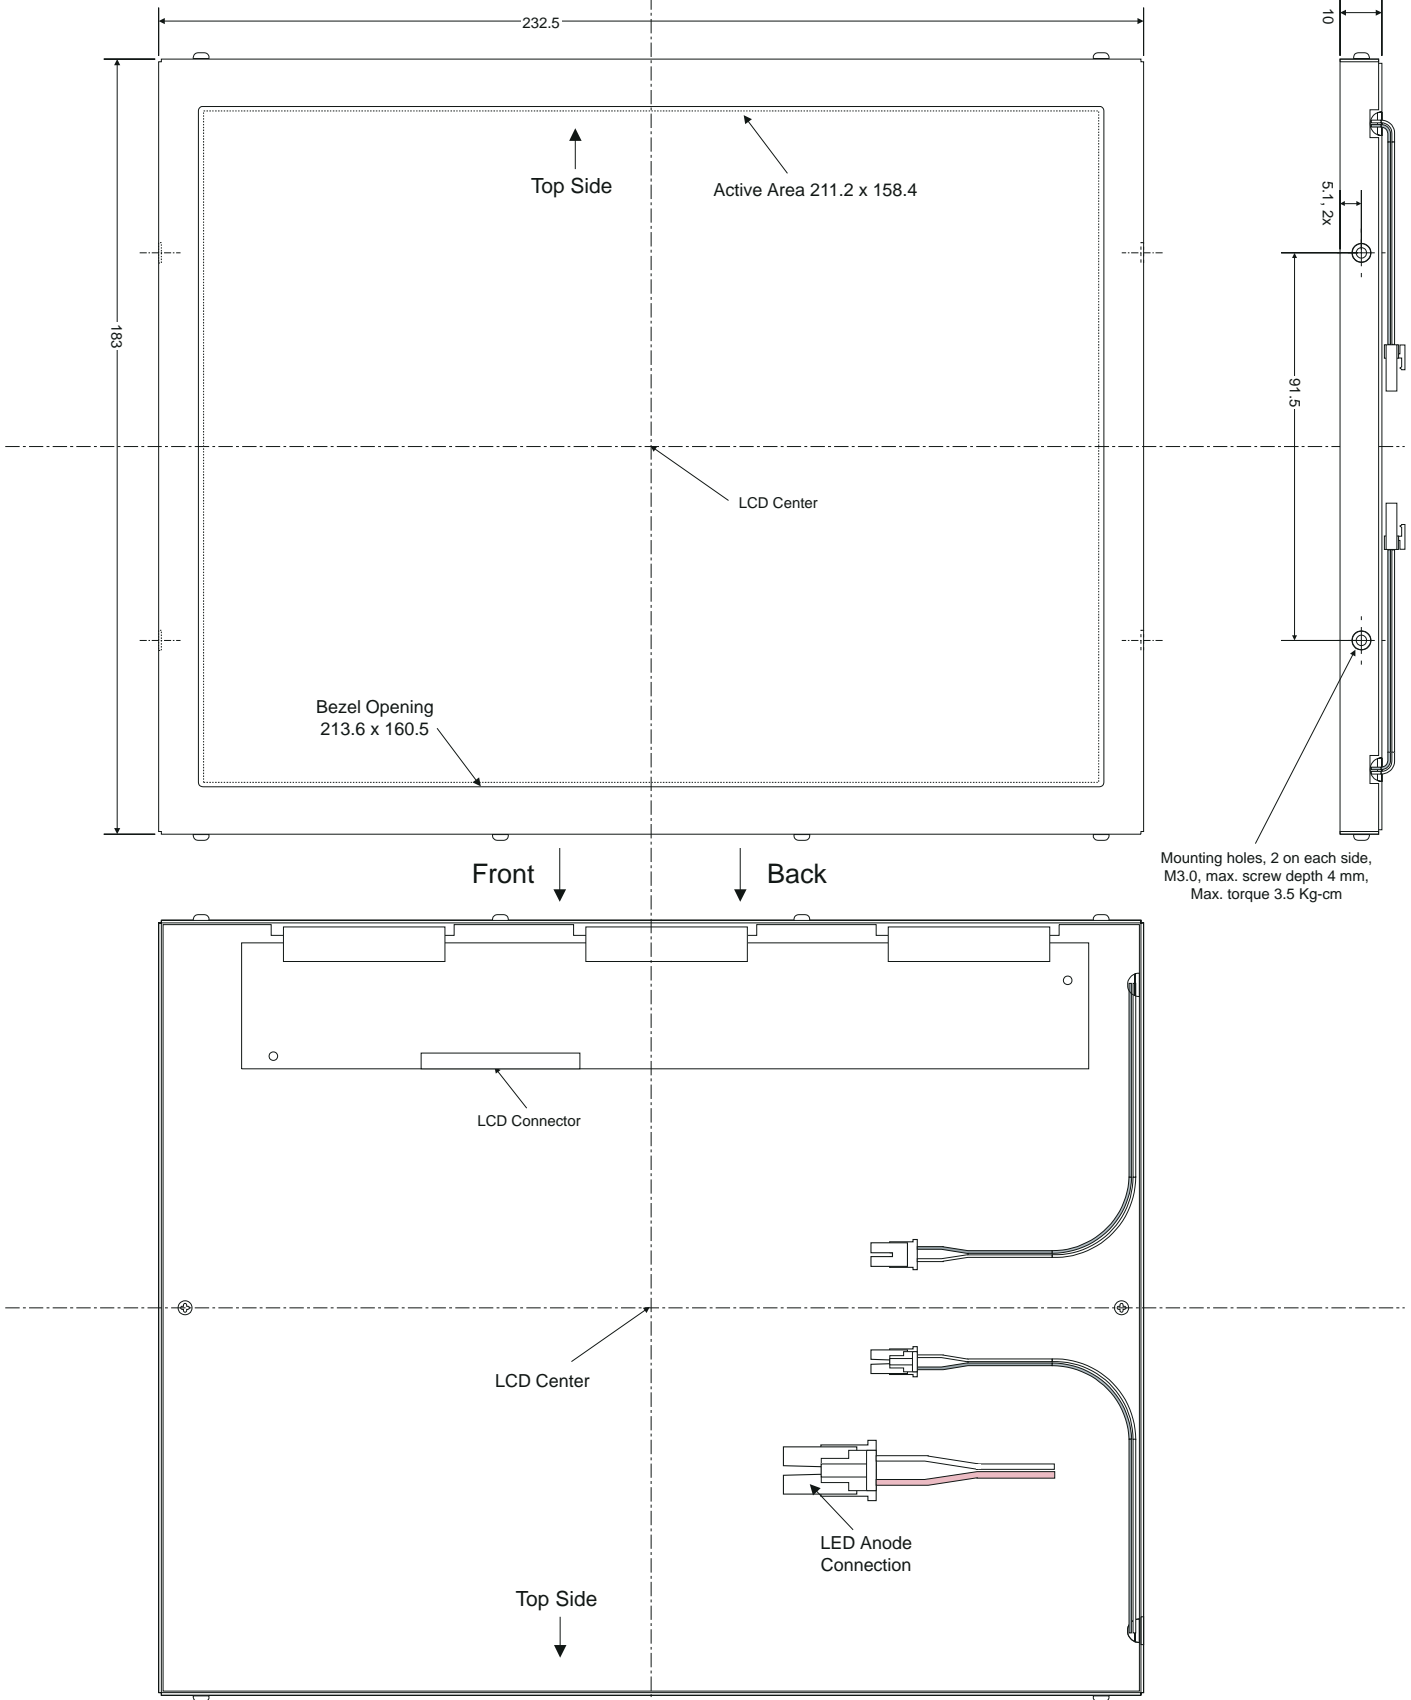 232.5
10
Top Side
Active Area 211.2 x 158.4
5.1, 2x
183
91.5
LCD Center
Bezel Opening
213.6 x 160.5
Front
Back
Mounting holes, 2 on each side,
M3.0, max. screw depth 4 mm,
Max. torque 3.5 Kg-cm
LCD Connector
LCD Center
LED Anode
Connection
Top Side